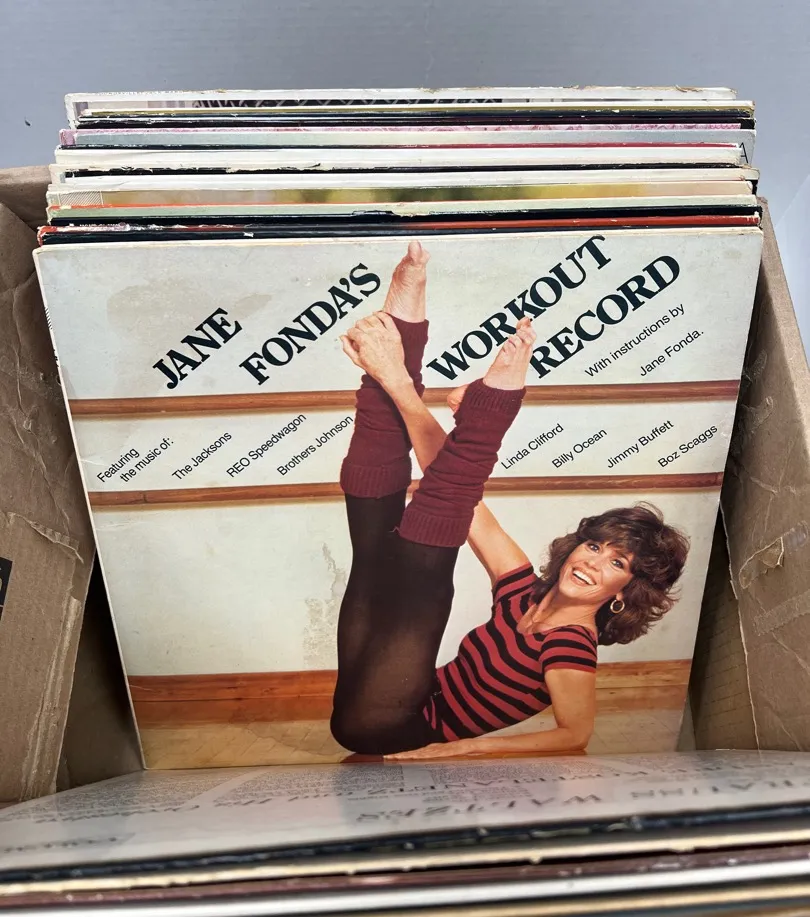 JANE
FONDA'S
WORKOUT
RECORD
With instructions by
Jane Fonda.
Featuring
the music of:
The Jacksons
REO Speedwagon
Brothers Johnson
Linda Clifford
Billy Ocean
Jimmy Buffett
Boz Scaggs
WALTZES